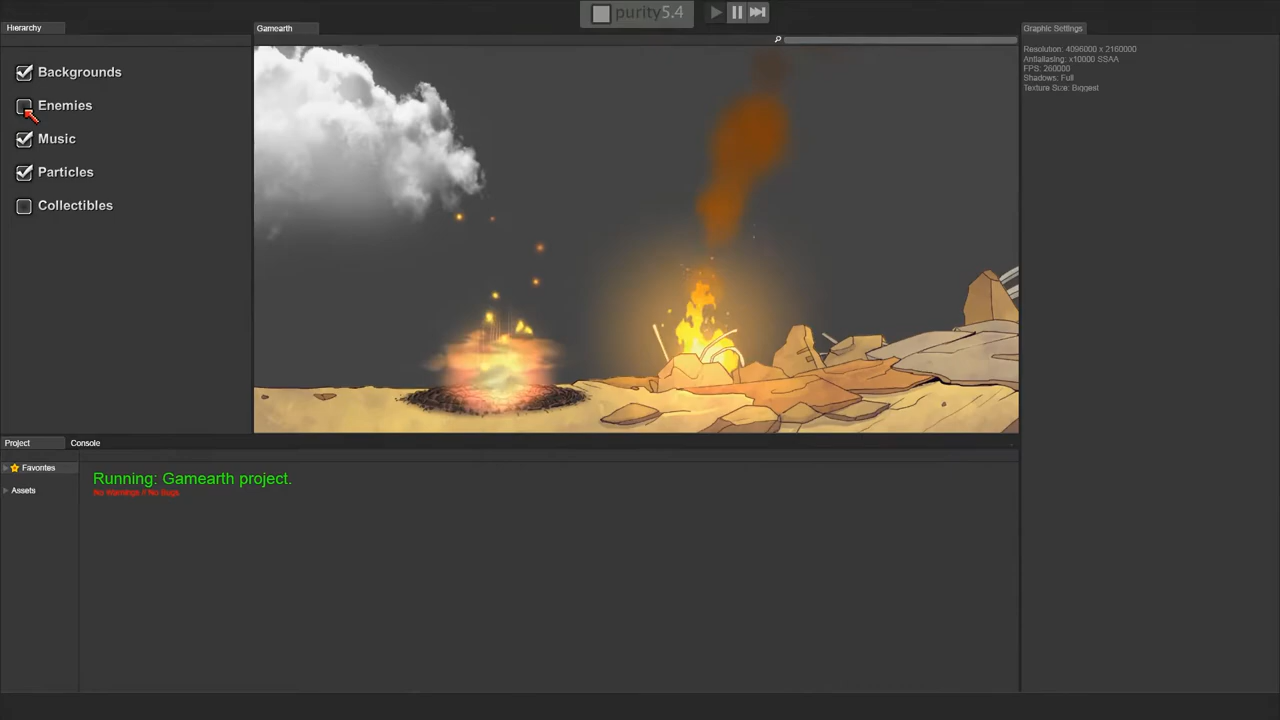 purity5.4
Hierarchy
Gamearth
Graphic Settings
Backgrounds
Enemies
Music
Particles
Collectibles
Resolution: 4096000 x 2160000
Antialiasing: x10000 SSAA
FPS: 260000
Shadows: Full
Texture Size: Biggest
Project
Console
Favorites
Assets
Running: Gamearth project.
No Warnings // No Bugs.